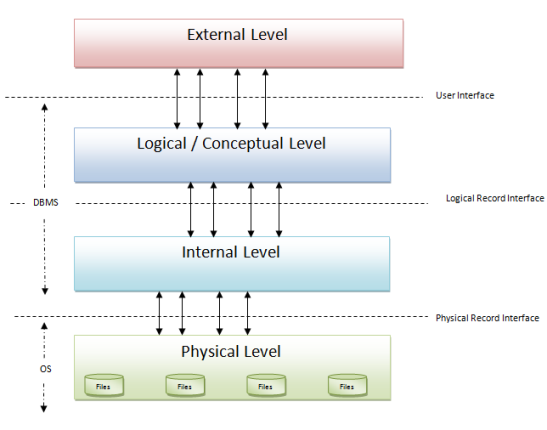 External Level
User Interface
Logical / Conceptual Level
DBMS
Logical Record Interface
Internal Level
Physical Record Interface
Physical Level
OS
Files Files Files Files